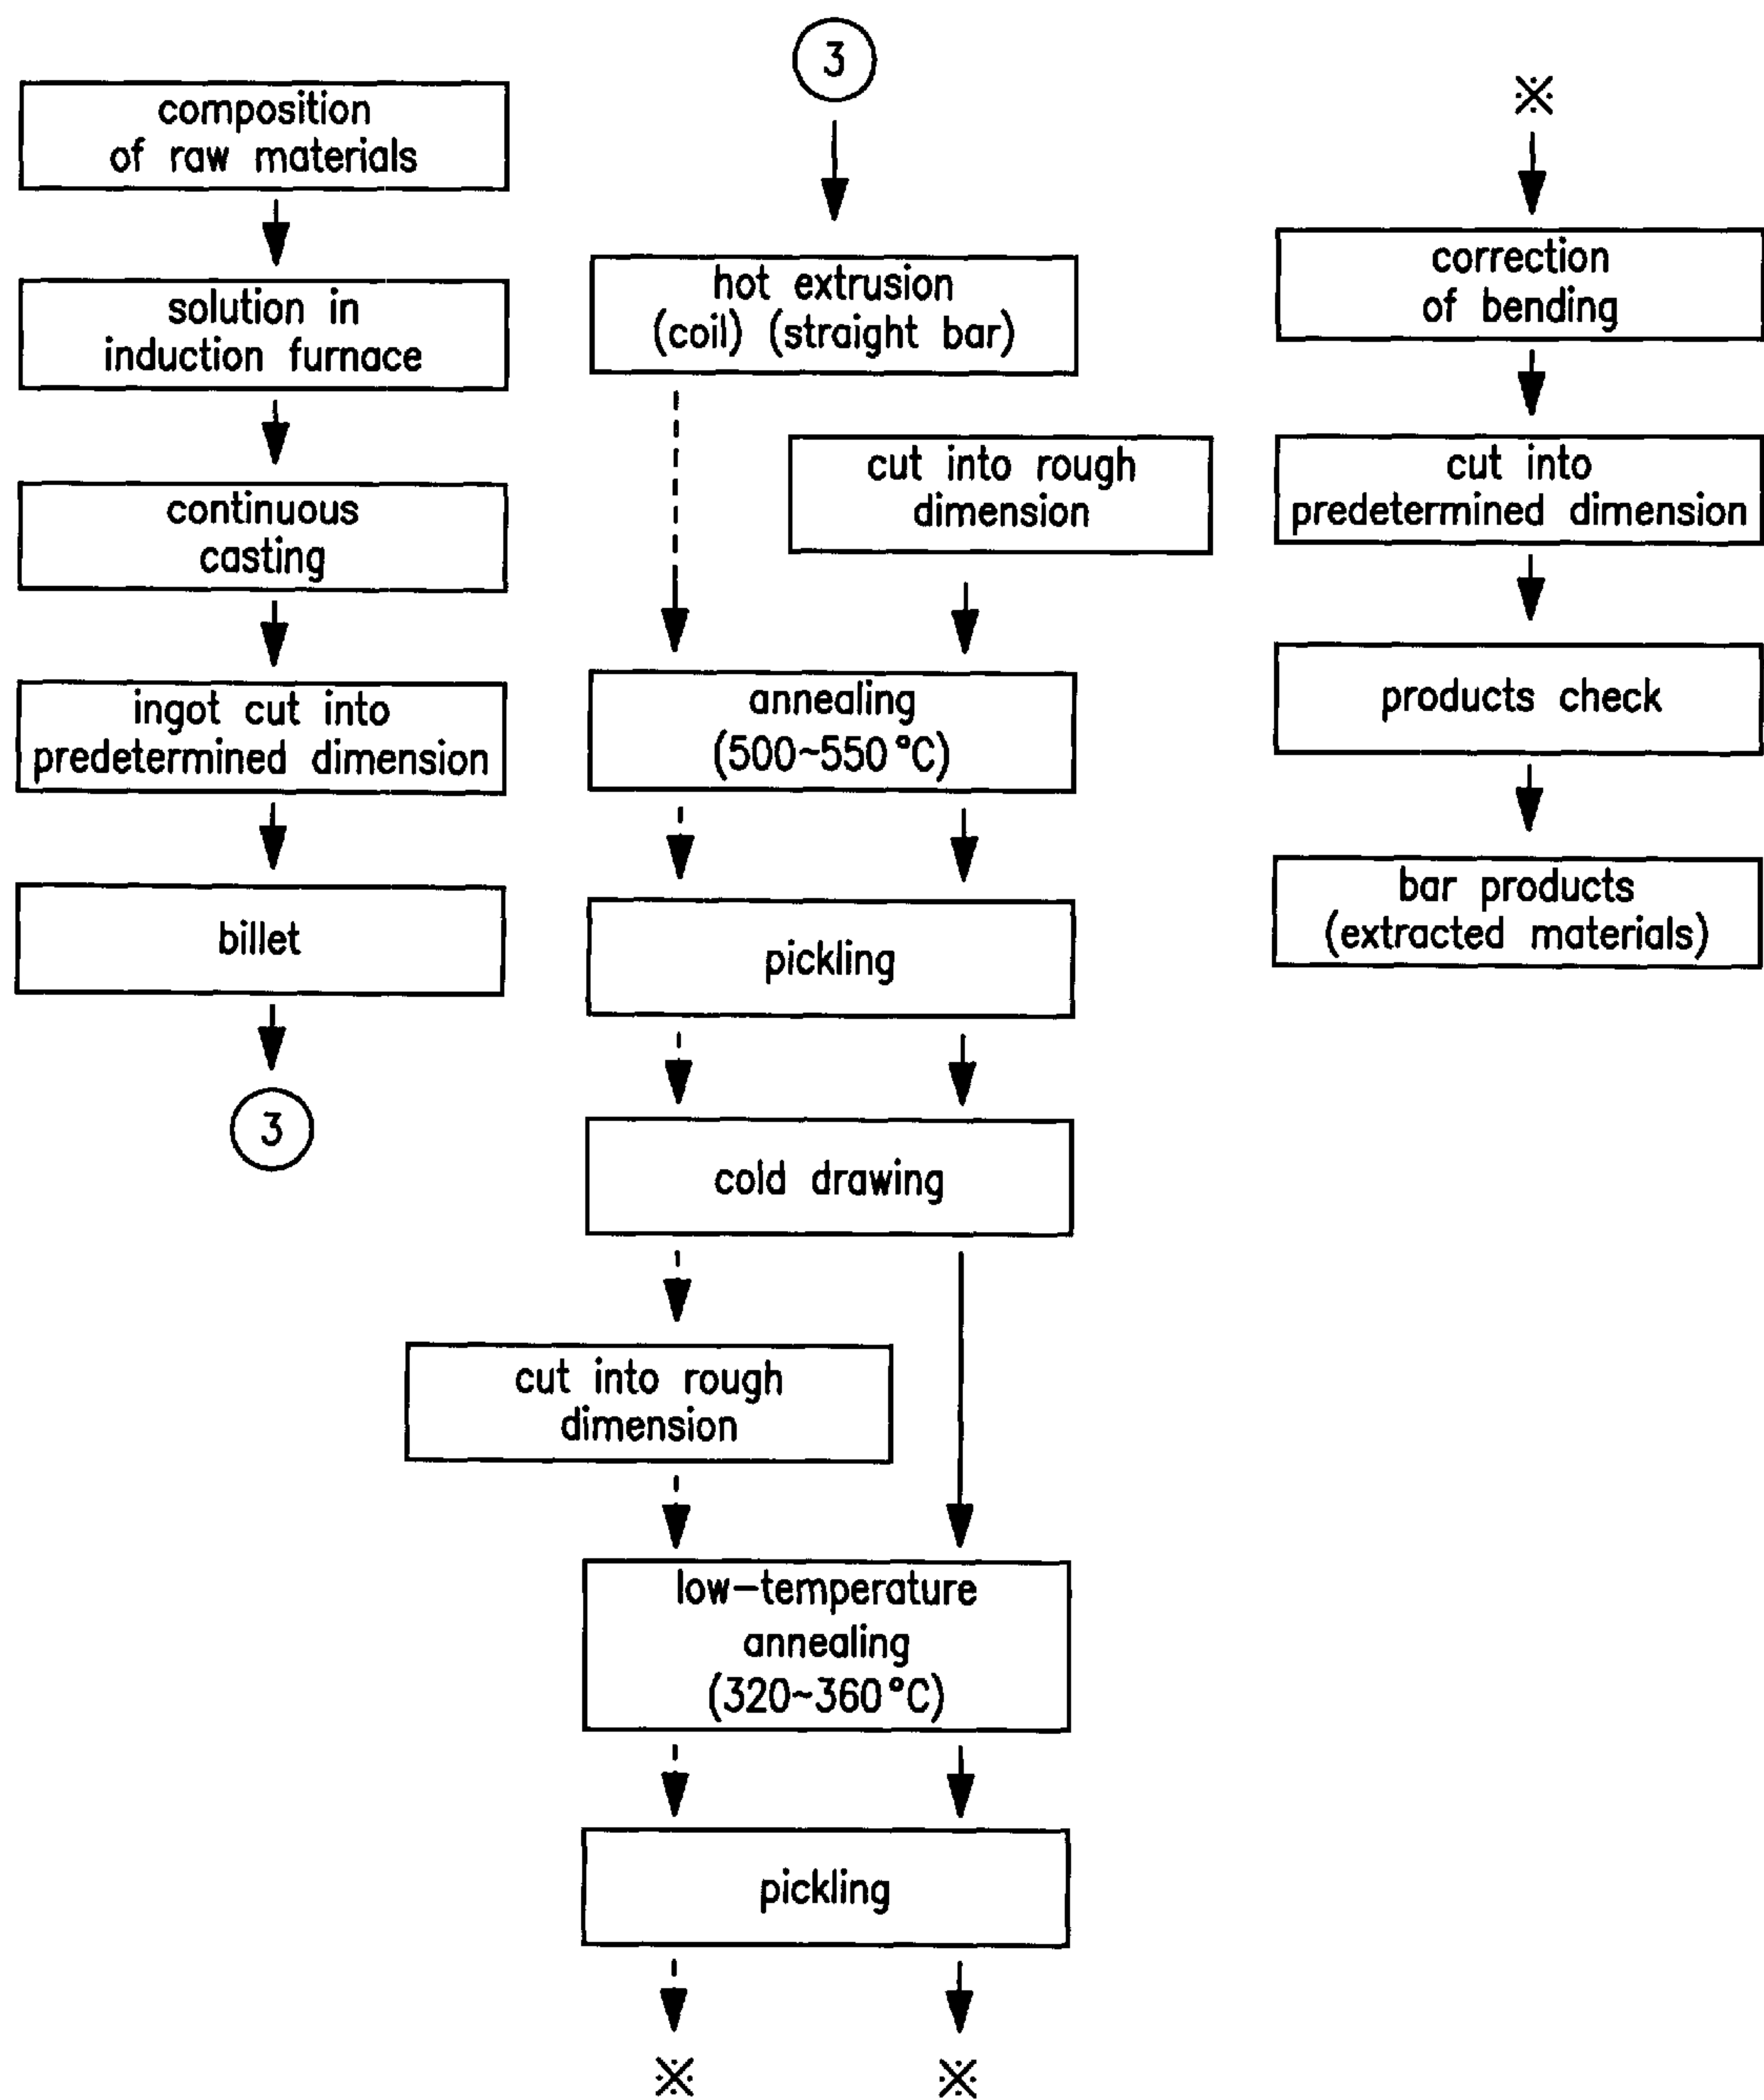 composition
of raw materials
solution in
induction furnace
continuous
casting
ingot cut into
predetermined dimension
billet
3
3
hot extrusion
(coil) (straight bar)
cut into rough
dimension
annealing
(500~550°C)
pickling
cold drawing
cut into rough
dimension
low-temperature
annealing
(320~360°C)
pickling
※ ※
※
correction
of bending
cut into
predetermined dimension
products check
bar products
(extracted materials)